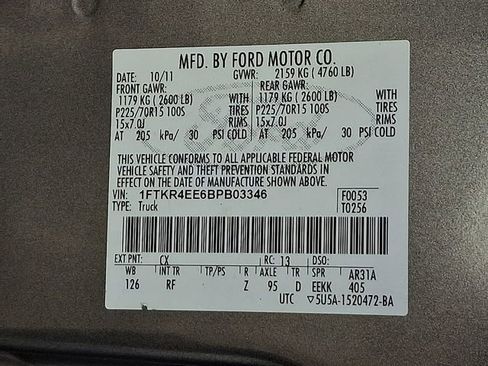 MFD. BY FORD MOTOR CO.
DATE: 10/11 GVWR: 2159 KG ( 4760 LB)
FRONT GAWR: REAR GAWR:
1179 KG ( 2600 LB) WITH 1179 KG ( 2600 LB) WITH
P225/70R15 100S TIRES P225/70R15 100S TIRES
15x7.0J RIMS 15x7.0J RIMS
AT 205 kPa/ 30 PSI COLD AT 205 kPa/ 30 PSI COLD
THIS VEHICLE CONFORMS TO ALL APPLICABLE FEDERAL MOTOR
VEHICLE SAFETY AND THEFT PREVENTION STANDARDS IN
EFFECT ON THE DATE OF MANUFACTURE SHOWN ABOVE.
VIN: 1FTKR4EE6BPB03346 F0053
TYPE: Truck T0256
EXT PNT: CX RC: 13 DSO:
WB INT TR TP/PS R AXLE TR SPR AR31A
126 RF Z 95 D EEKK 405
UTC ▽5U5A-1520472-BA